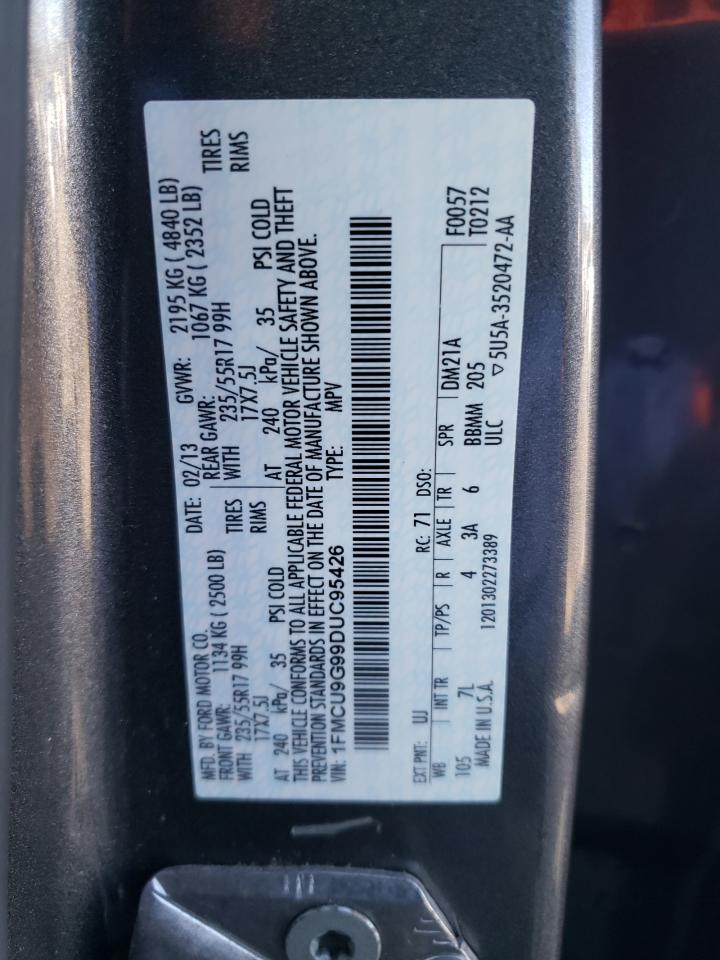 MFD. BY FORD MOTOR CO.
DATE: 02/13 GVWR: 2195 KG ( 4840 LB)
FRONT GAWR: 1134 KG ( 2500 LB) REAR GAWR: 1067 KG ( 2352 LB)
WITH 235/55R17 99H TIRES WITH 235/55R17 99H TIRES
17X7.5J RIMS 17X7.5J RIMS
AT 240 kPa/ 35 PSI COLD AT 240 kPa/ 35 PSI COLD
THIS VEHICLE CONFORMS TO ALL APPLICABLE FEDERAL MOTOR VEHICLE SAFETY AND THEFT
PREVENTION STANDARDS IN EFFECT ON THE DATE OF MANUFACTURE SHOWN ABOVE.
VIN: 1FMCU9G99DUC95426 TYPE: MPV
F0057
T0212
EXT PNT: UJ RC: 71 DSO:
WB INT TR TP/PS R AXLE TR SPR DM21A
105 7L 4 3A 6 BBMM 205
MADE IN U.S.A. 1201302273389 ULC ▽5U5A-3520472-AA